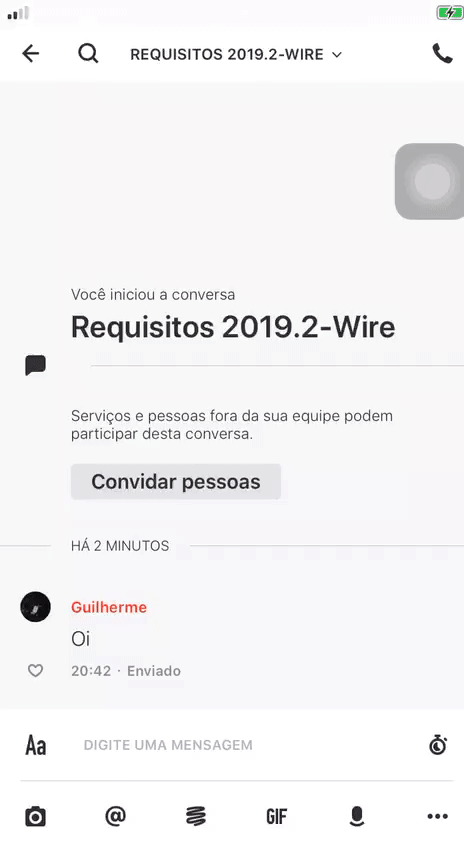 REQUISITOS 2019.2-WIRE
Você iniciou a conversa
Requisitos 2019.2-Wire
Serviços e pessoas fora da sua equipe podem
participar desta conversa.
Convidar pessoas
HÁ 2 MINUTOS
Guilherme
Oi
20:42 · Enviado
Aa DIGITE UMA MENSAGEM
@ GIF